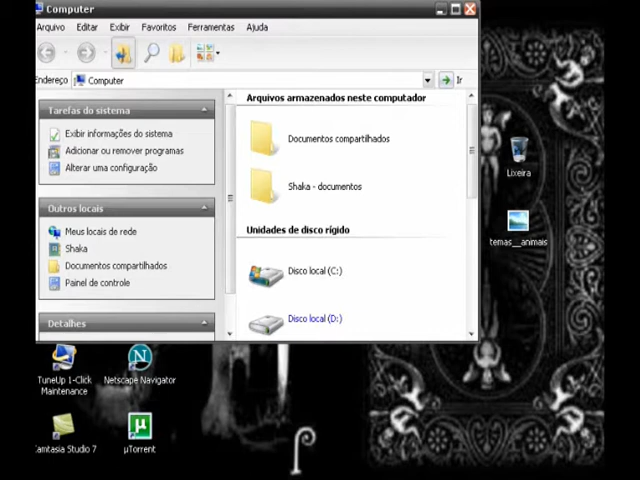 Computer
Arquivo Editar Exibir Favoritos Ferramentas Ajuda
Endereço Computer Ir
Tarefas do sistema
Exibir informações do sistema
Adicionar ou remover programas
Alterar uma configuração
Outros locais
Meus locais de rede
Shaka
Documentos compartilhados
Painel de controle
Detalhes
Arquivos armazenados neste computador
Documentos compartilhados
Shaka - documentos
Unidades de disco rígido
Disco local (C:)
Disco local (D:)
Lixeira
temas__animais
TuneUp 1-Click
Maintenance
Netscape Navigator
Camtasia Studio 7
µTorrent